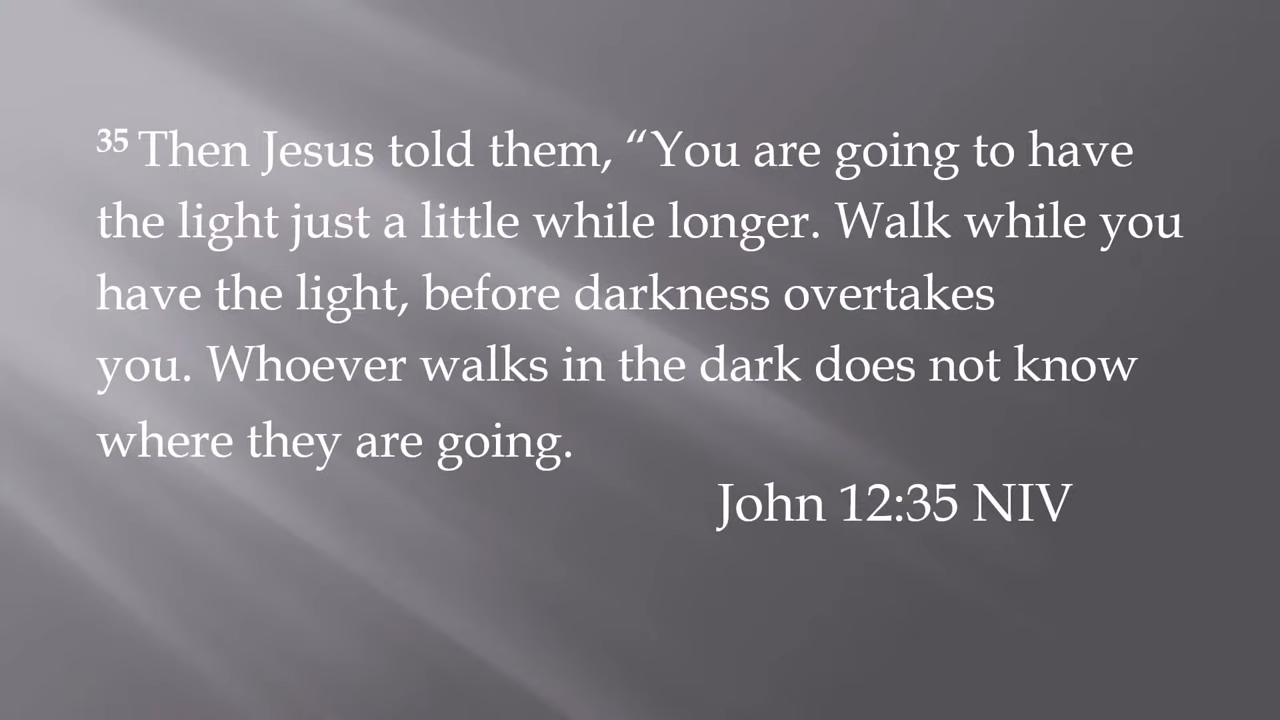 35 Then Jesus told them, “You are going to have
the light just a little while longer. Walk while you
have the light, before darkness overtakes
you. Whoever walks in the dark does not know
where they are going.
John 12:35 NIV